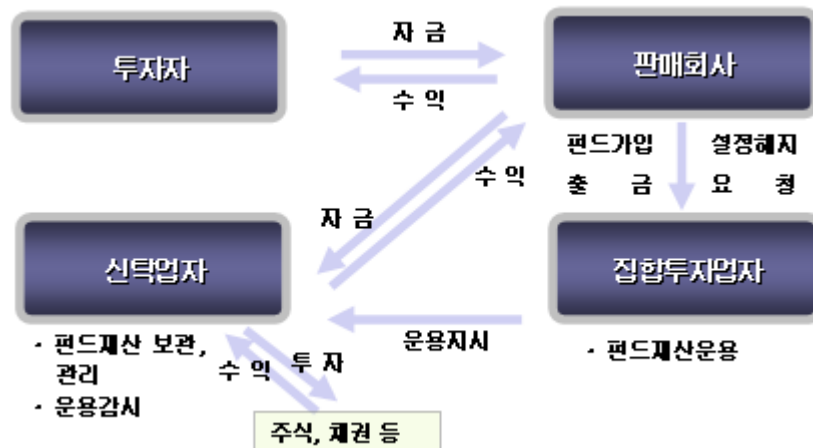 자 금
투자자
판매회사
수 익
펀드가입 설정해지
출 금 요 청
수 익
자 금
신탁업자
집합투자업자
운용지시
· 펀드재산 보관,
관리
· 운용감시
수 익
투 자
· 펀드재산운용
주식, 채권 등